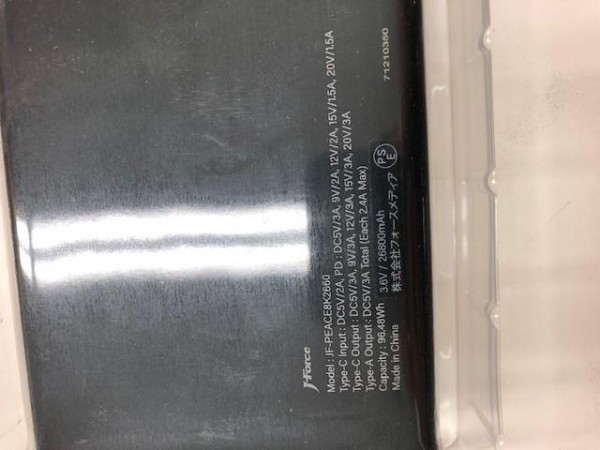 J-Force
Model : JF-PEACE8K2660
Type-C Input : DC5V/2A, PD : DC5V/3A, 9V/2A, 12V/2A, 15V/1.5A, 20V/1.5A
Type-C Output : DC5V/3A, 9V/3A, 12V/3A, 15V/3A, 20V/3A
Type-A Output : DC5V/3A Total (Each 2.4A Max)
Capacity : 96.48Wh 3.6V / 26800mAh
Made in China 株式会社フォースメディア PSE
71210350